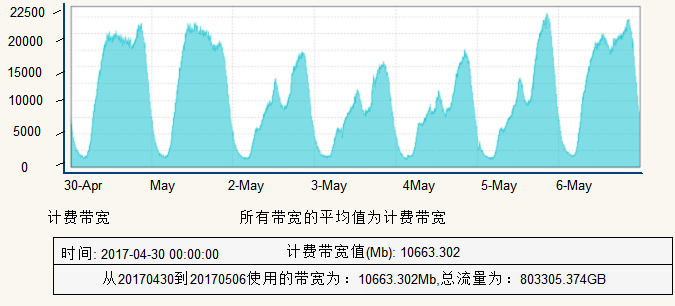 22500
20000
15000
10000
5000
0
30-Apr May 2-May 3-May 4May 5-May 6-May
计费带宽 所有带宽的平均值为计费带宽
时间: 2017-04-30 00:00:00 计费带宽值(Mb): 10663.302
从20170430到20170506使用的带宽为：10663.302Mb,总流量为：803305.374GB